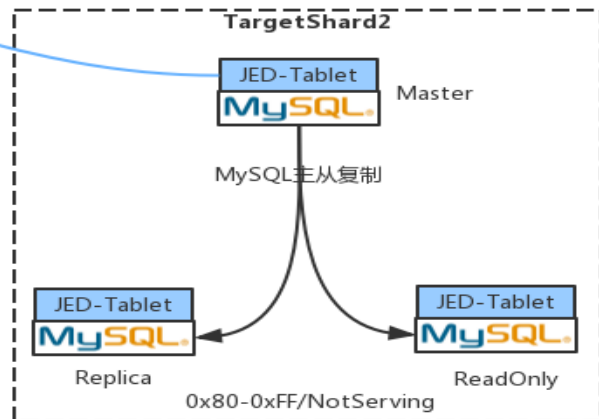 TargetShard2
JED-Tablet
MySQL®
Master
MySQL主从复制
JED-Tablet
MySQL®
Replica
JED-Tablet
MySQL®
ReadOnly
0x80-0xFF/NotServing